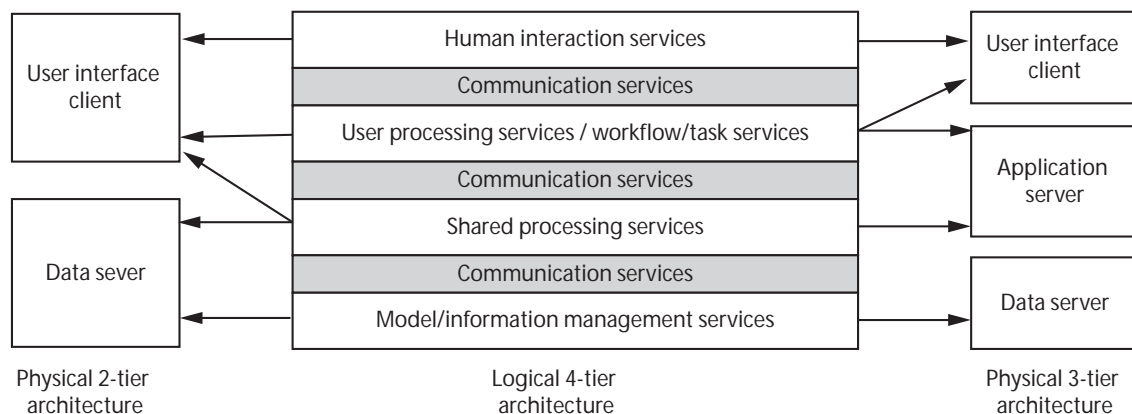 User interface
client
Data sever
Physical 2-tier
architecture
Human interaction services
Communication services
User processing services / workflow/task services
Communication services
Shared processing services
Communication services
Model/information management services
Logical 4-tier
architecture
User interface
client
Application
server
Data server
Physical 3-tier
architecture